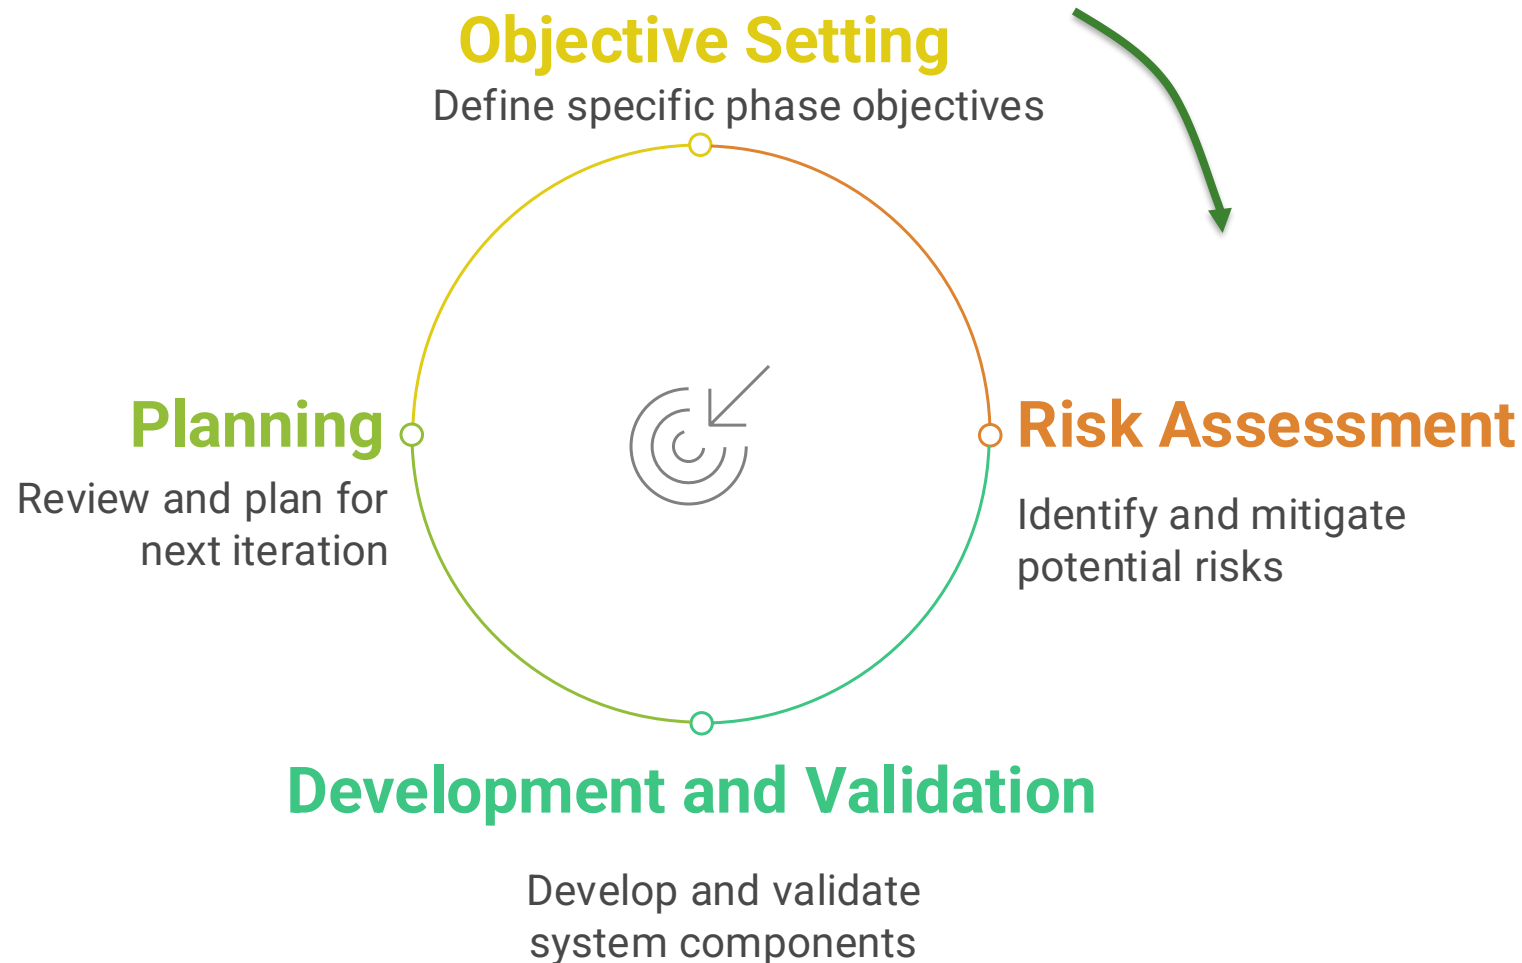 Objective Setting
Define specific phase objectives
Planning
Review and plan for
next iteration
Risk Assessment
Identify and mitigate
potential risks
Development and Validation
Develop and validate
system components